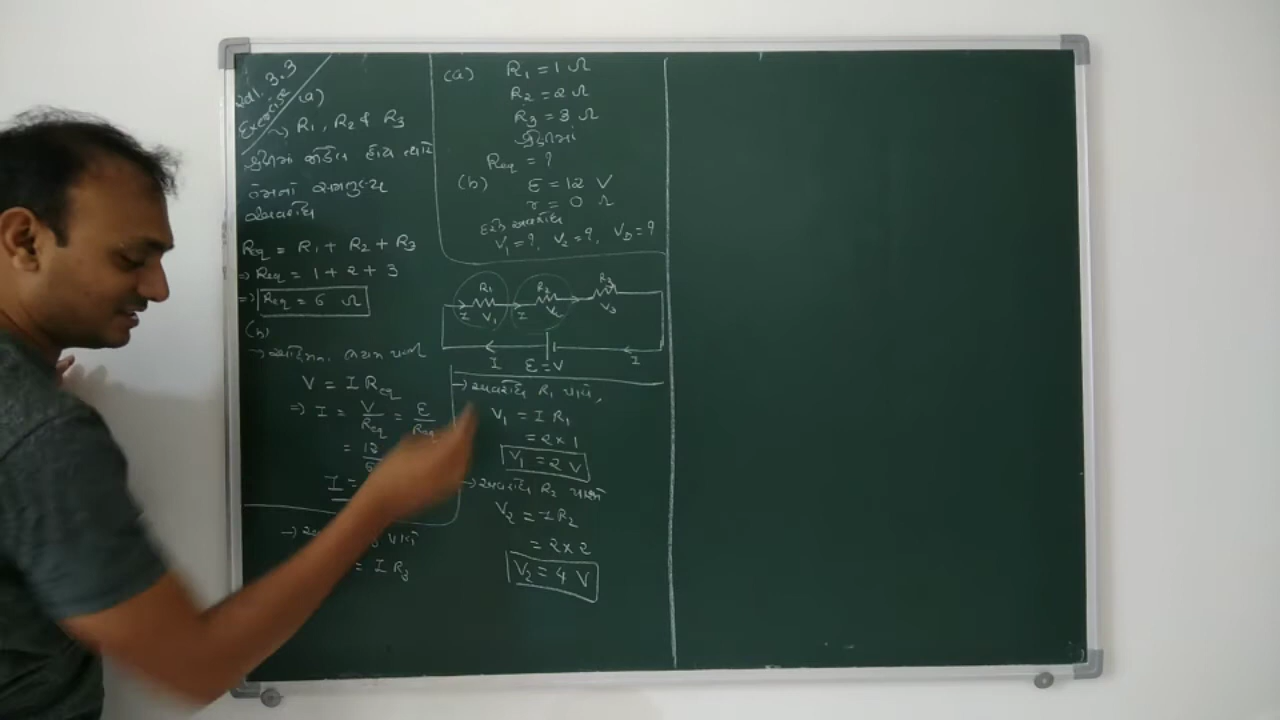 સ્વા. 3.3
Exercise
(a)
→ R₁, R₂ & R₃
શ્રેણીમાં જોડેલ હોય ત્યારે
તેમનો સમતુલ્ય
અવરોધ
Req = R₁ + R₂ + R₃
⇒ Req = 1 + 2 + 3
⇒ Req = 6 Ω
(b)
V = I Req
⇒ I = V/Req = ε/Req
= 12
I =
= I R₃
(a) R₁ = 1 Ω
R₂ = 2 Ω
R₃ = 3 Ω
શ્રેણીમાં
Req = ?
(b) ε = 12 V
r = 0 Ω
દરેક અવરોધ
V₁ = ?, V₂ = ?, V₃ = ?
R₁ R₂ R₃
I V₁ I V₂ V₃
I ε = V I
→ અવરોધ R₁ પાસે,
V₁ = I R₁
= 2 × 1
V₁ = 2 V
→ અવરોધ R₂ પાસે
V₂ = I R₂
= 2 × 2
V₂ = 4 V